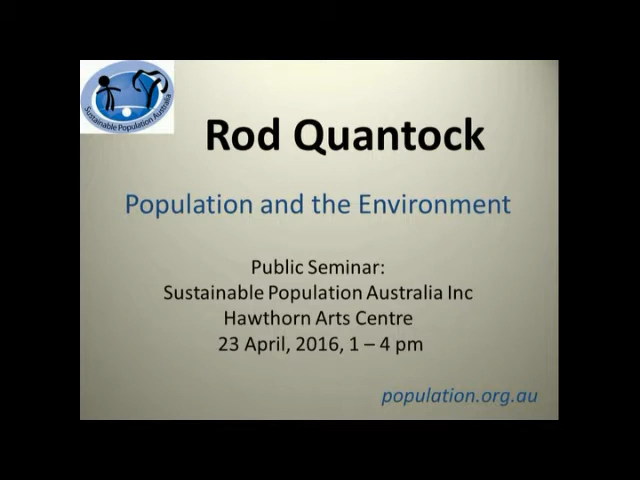 Sustainable Population Australia
Rod Quantock
Population and the Environment
Public Seminar:
Sustainable Population Australia Inc
Hawthorn Arts Centre
23 April, 2016, 1 – 4 pm
population.org.au